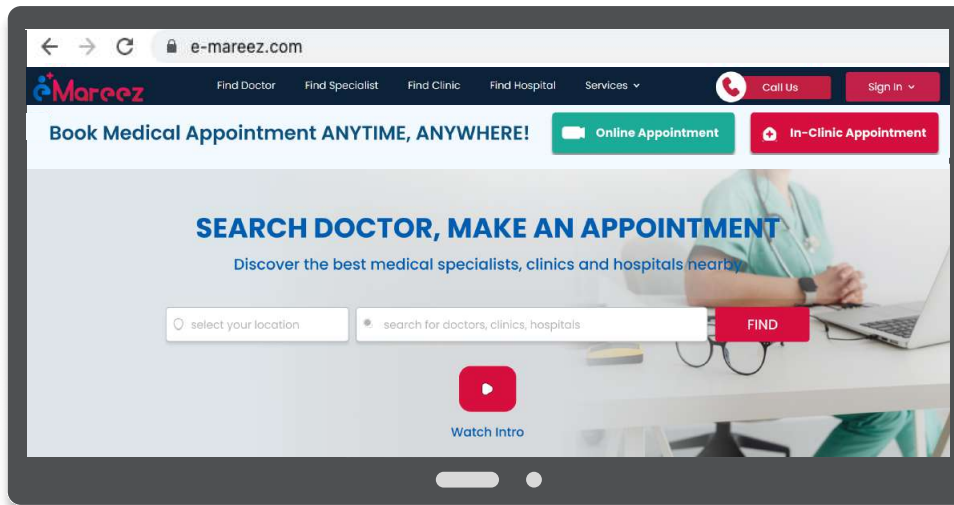 e-mareez.com
eMareez
Find Doctor Find Specialist Find Clinic Find Hospital Services Call Us Sign In
Book Medical Appointment ANYTIME, ANYWHERE! Online Appointment In-Clinic Appointment
SEARCH DOCTOR, MAKE AN APPOINTMENT
Discover the best medical specialists, clinics and hospitals nearby
select your location search for doctors, clinics, hospitals FIND
Watch Intro